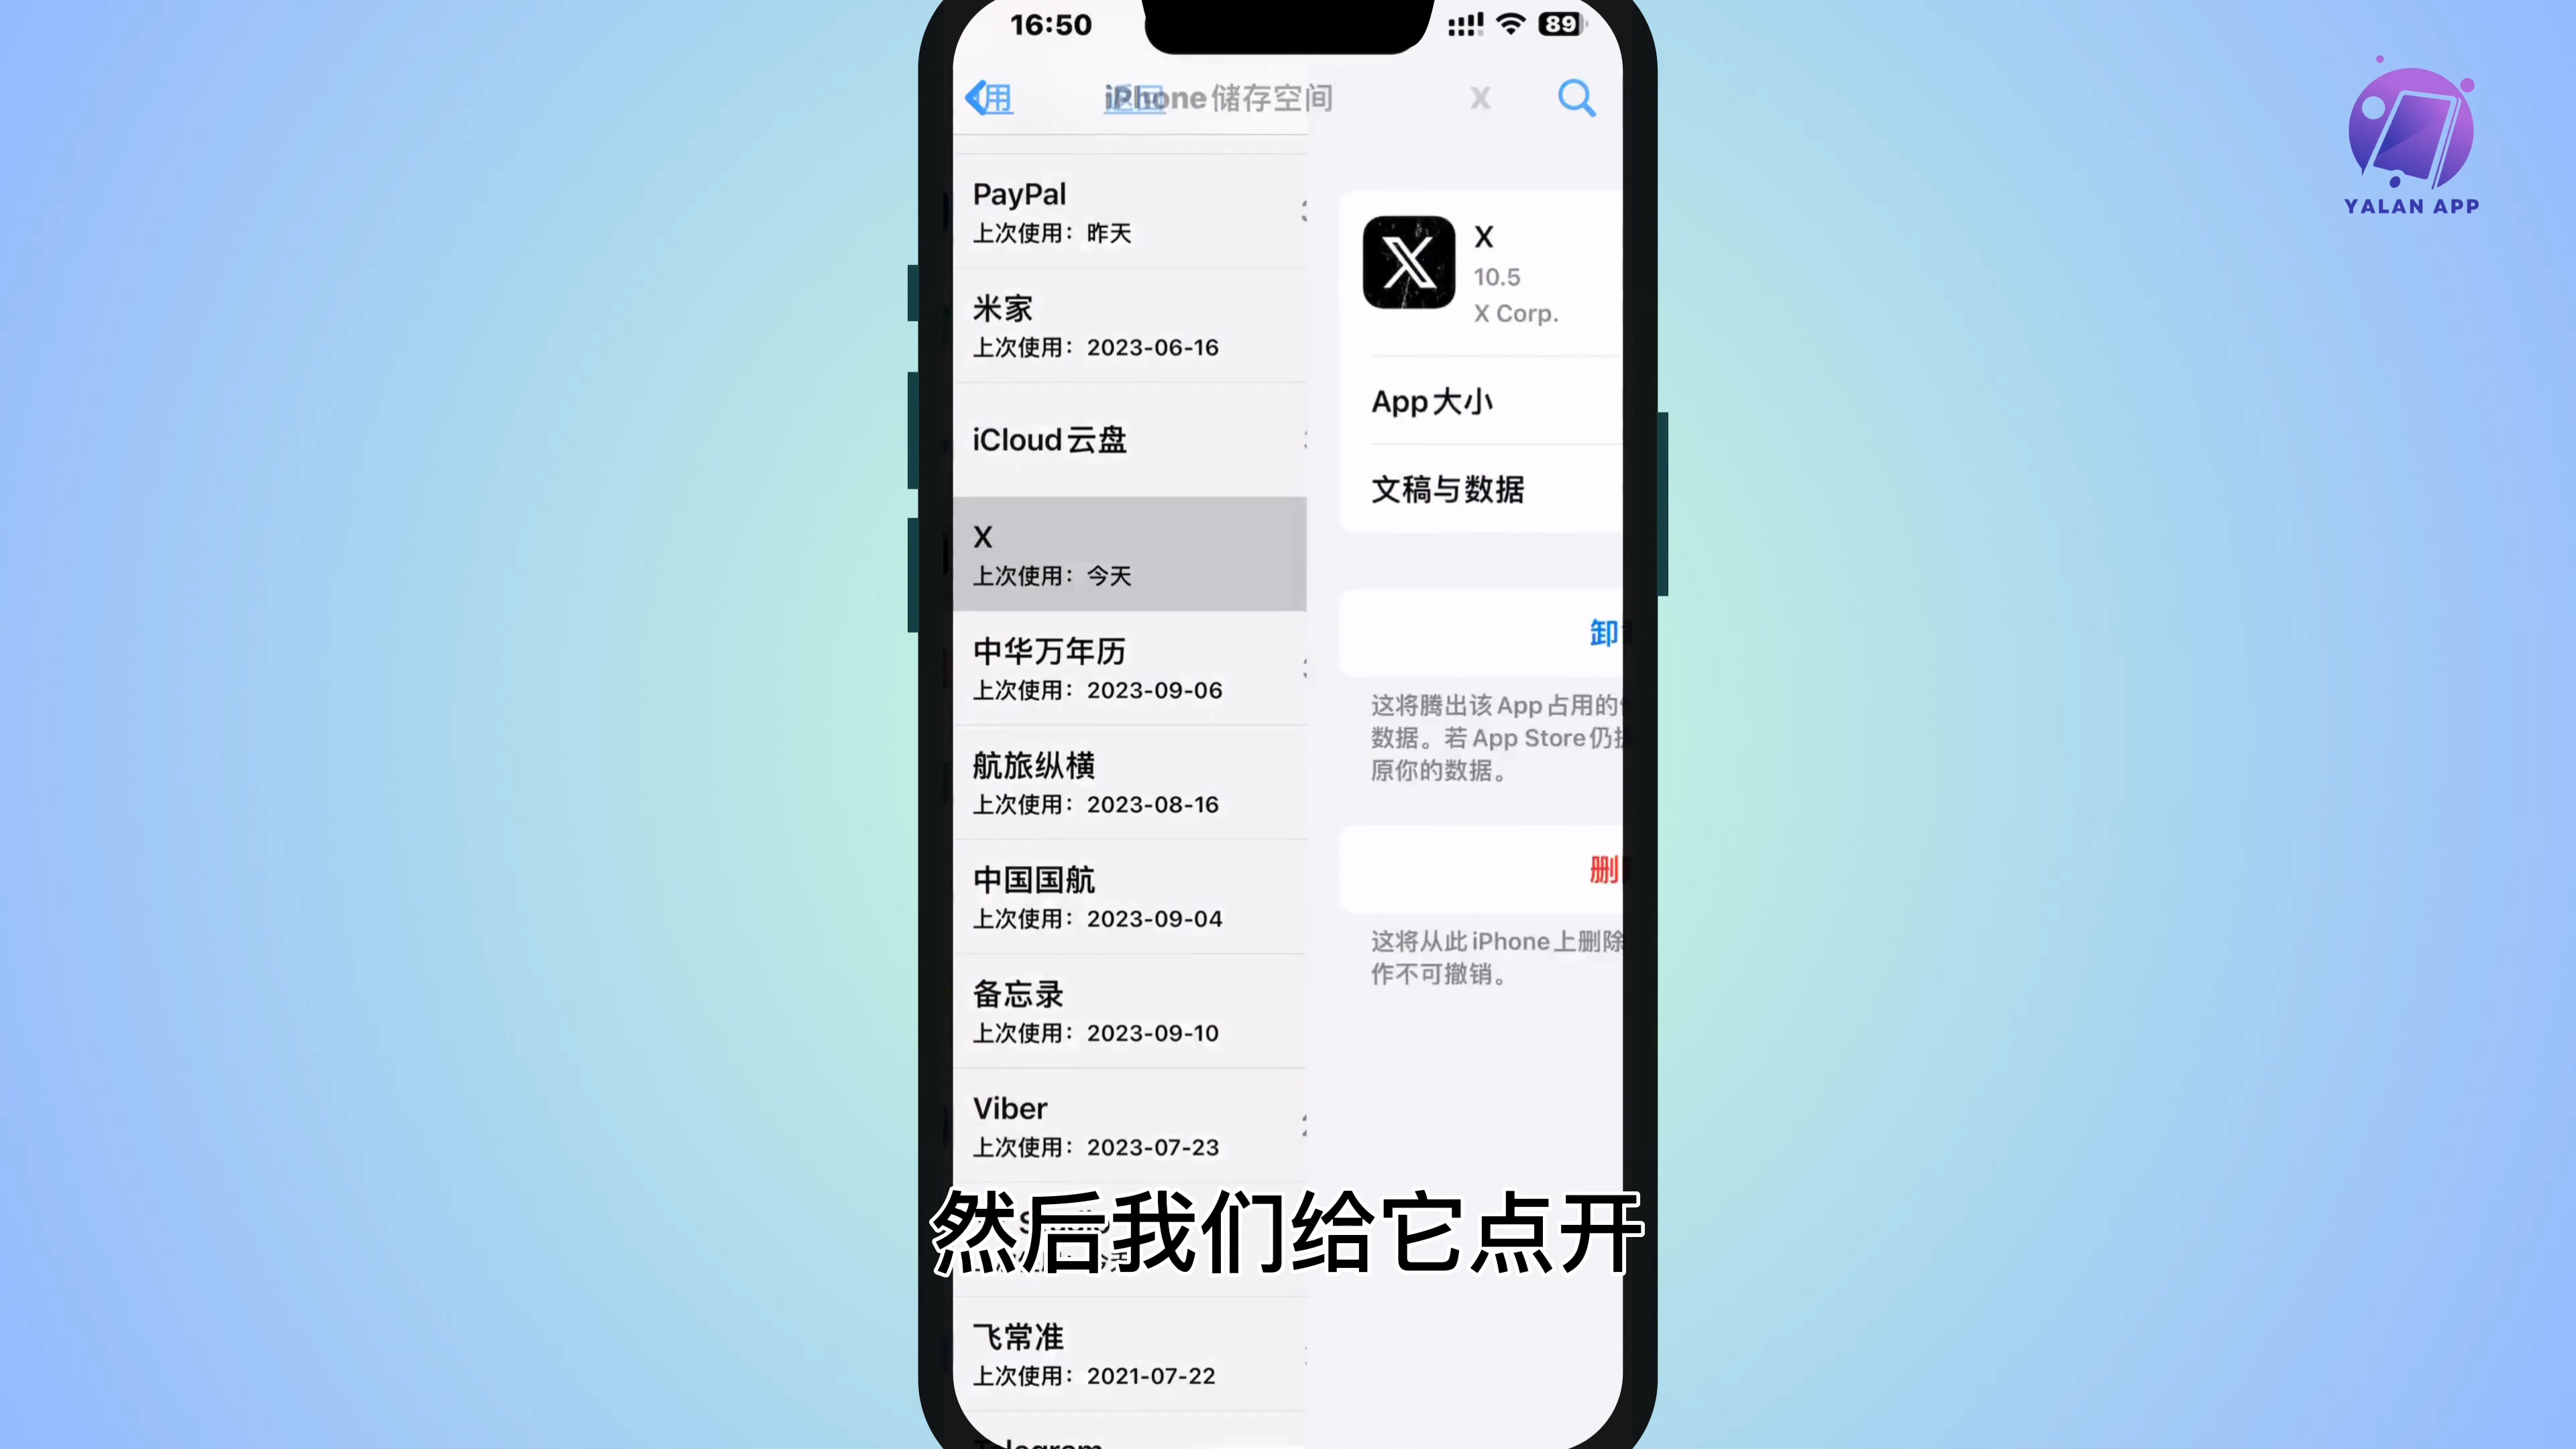 16:50
89
用
iPhone储存空间
X
YALAN APP
PayPal
上次使用：昨天
米家
上次使用：2023-06-16
iCloud云盘
X
上次使用：今天
中华万年历
上次使用：2023-09-06
航旅纵横
上次使用：2023-08-16
中国国航
上次使用：2023-09-04
备忘录
上次使用：2023-09-10
Viber
上次使用：2023-07-23
飞常准
上次使用：2021-07-22
X
10.5
X Corp.
App大小
文稿与数据
卸
这将腾出该App占用的
数据。若App Store仍
原你的数据。
删
这将从此iPhone上删除
作不可撤销。
然后我们给它点开